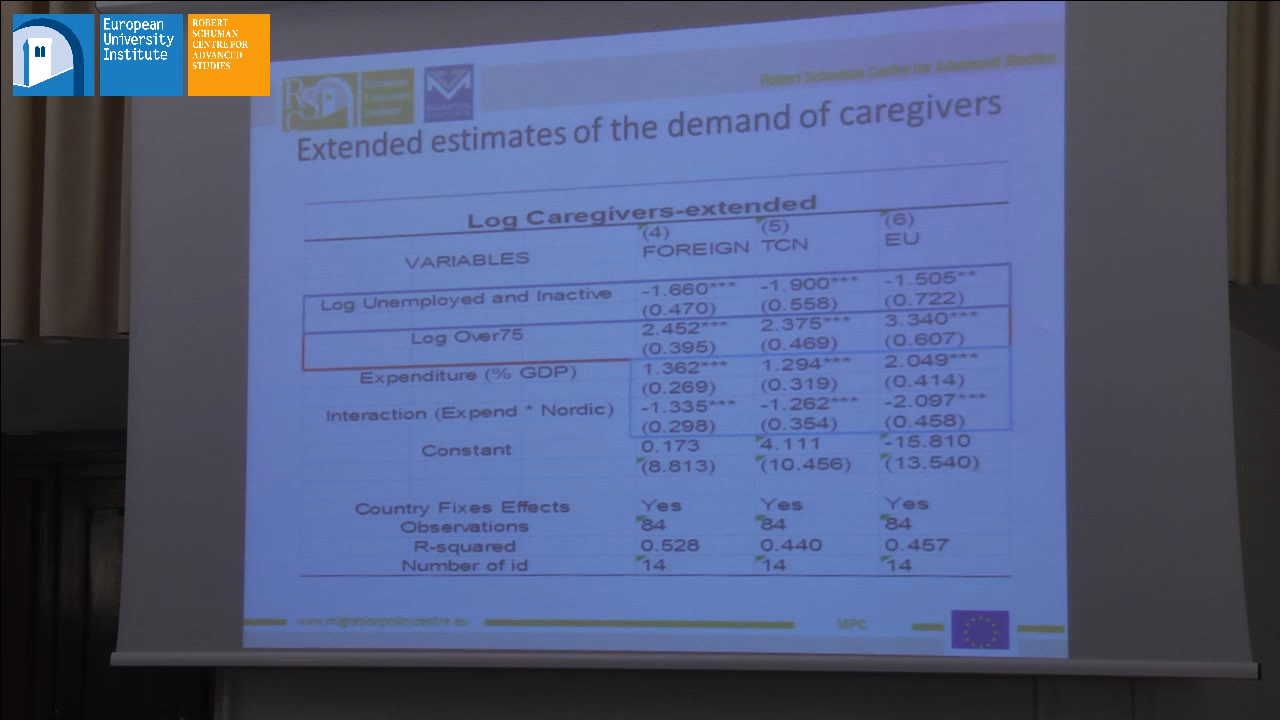 European
University
Institute
ROBERT
SCHUMAN
CENTRE FOR
ADVANCED
STUDIES
Robert Schuman Centre for Advanced Studies
European
Institute
Extended estimates of the demand of caregivers
Log Caregivers-extended
(4) (5) (6)
VARIABLES FOREIGN TCN EU
Log Unemployed and Inactive -1.660*** -1.900*** -1.505**
(0.470) (0.558) (0.722)
Log Over75 2.452*** 2.375*** 3.340***
(0.395) (0.469) (0.607)
Expenditure (% GDP) 1.362*** 1.294*** 2.049***
(0.269) (0.319) (0.414)
Interaction (Expend * Nordic) -1.335*** -1.262*** -2.097***
(0.298) (0.354) (0.458)
Constant 0.173 4.111 -15.810
(8.813) (10.456) (13.540)
Country Fixes Effects Yes Yes Yes
Observations 84 84 84
R-squared 0.528 0.440 0.457
Number of id 14 14 14
www.migrationpolicycentre.eu MPC